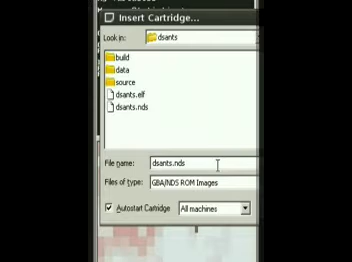 Insert Cartridge...
Look in: dsants
build
data
source
dsants.elf
dsants.nds
File name: dsants.nds
Files of type: GBA/NDS ROM Images
Autostart Cartridge All machines